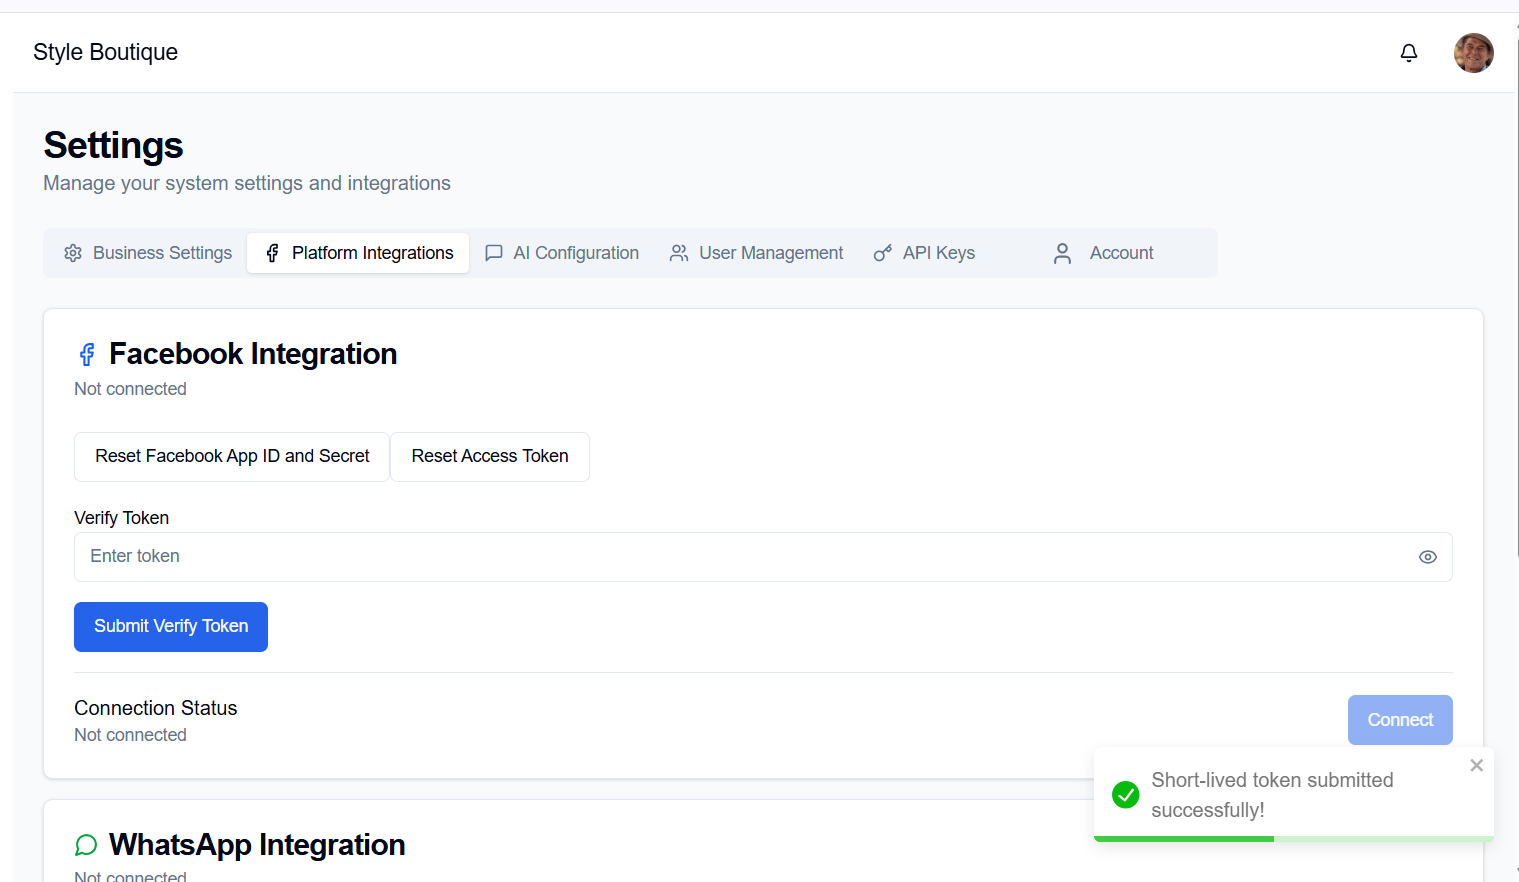 Style Boutique
Settings
Manage your system settings and integrations
Business Settings
Platform Integrations
AI Configuration
User Management
API Keys
Account
Facebook Integration
Not connected
Reset Facebook App ID and Secret
Reset Access Token
Verify Token
Enter token
Submit Verify Token
Connection Status
Not connected
Connect
Short-lived token submitted
successfully!
WhatsApp Integration
Not connected